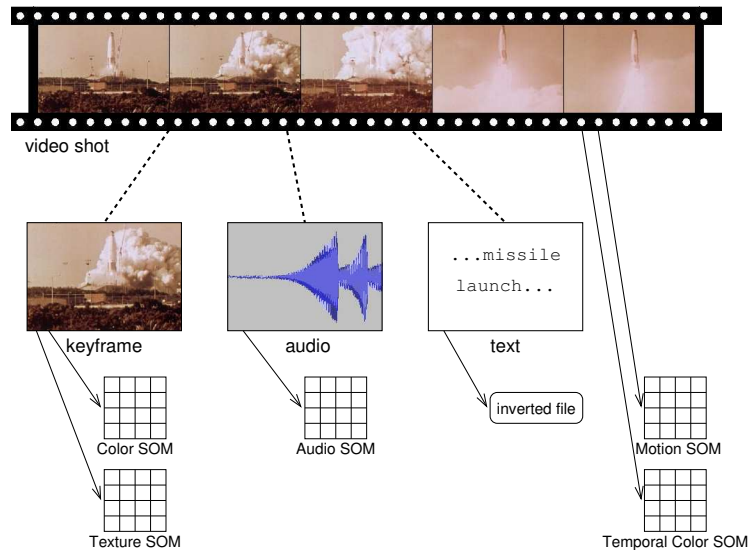 video shot
...missile
launch...
keyframe
audio
text
inverted file
Color SOM
Audio SOM
Motion SOM
Texture SOM
Temporal Color SOM